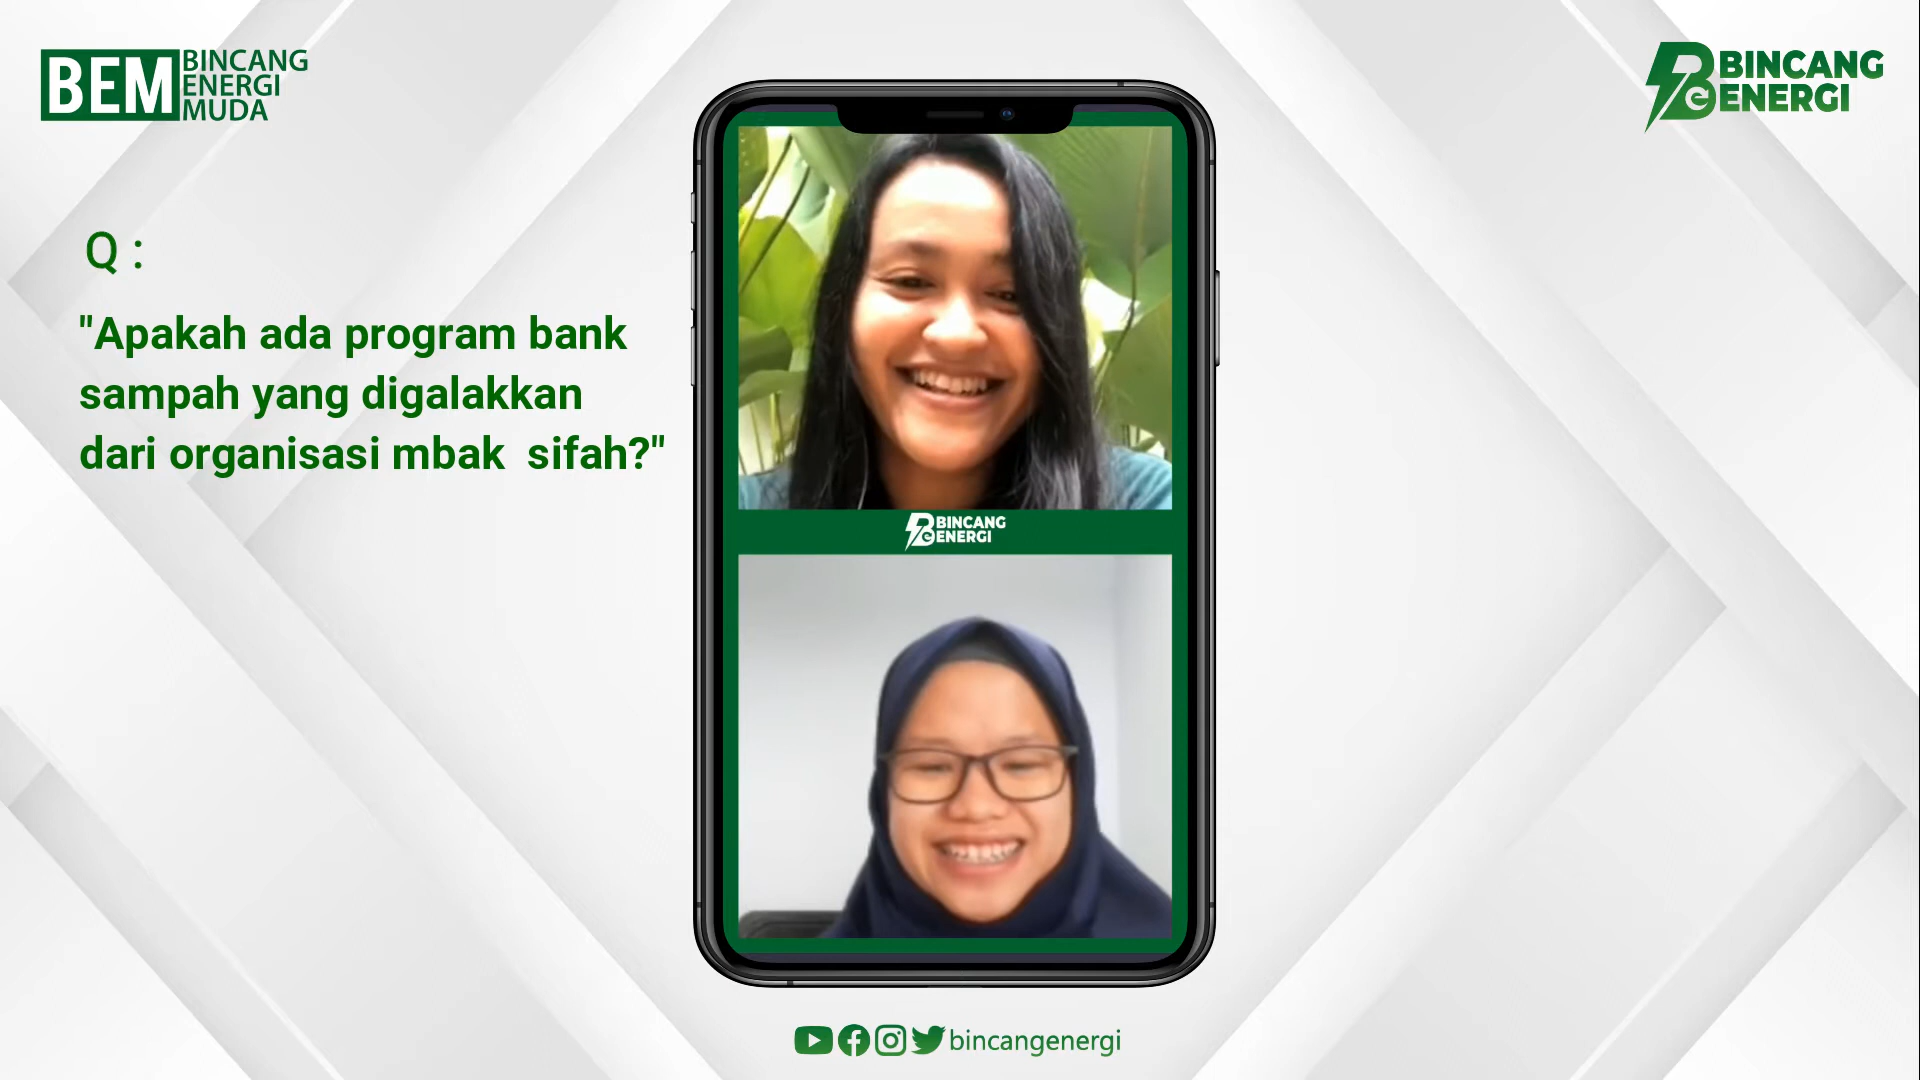 BEM BINCANG
ENERGI
MUDA
BINCANG
ENERGI
Q :
"Apakah ada program bank
sampah yang digalakkan
dari organisasi mbak sifah?"
BINCANG
ENERGI
bincangenergi